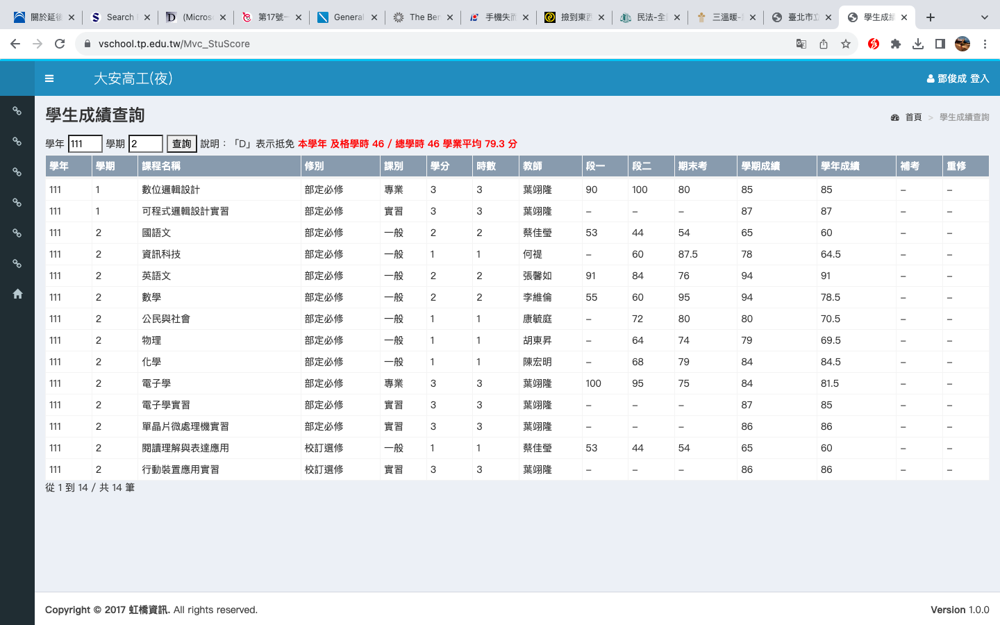 關於延後
Search
(Micros
第17號一
General
The Ber
手機失而
撿到東西
民法-全
三溫暖-
臺北市立
學生成績
vschool.tp.edu.tw/Mvc_StuScore
大安高工(夜)
鄧俊成 登入
學生成績查詢
首頁 > 學生成績查詢
學年 111 學期 2 查詢 說明：「D」表示抵免 本學年 及格學時 46 / 總學時 46 學業平均 79.3 分
學年 學期 課程名稱 修別 課別 學分 時數 教師 段一 段二 期末考 學期成績 學年成績 補考 重修
111 1 數位邏輯設計 部定必修 專業 3 3 葉翊隆 90 100 80 85 85 – –
111 1 可程式邏輯設計實習 部定必修 實習 3 3 葉翊隆 – – – 87 87 – –
111 2 國語文 部定必修 一般 2 2 蔡佳瑩 53 44 54 65 60 – –
111 2 資訊科技 部定必修 一般 1 1 何禔 – 60 87.5 78 64.5 – –
111 2 英語文 部定必修 一般 2 2 張馨如 91 84 76 94 91 – –
111 2 數學 部定必修 一般 2 2 李維倫 55 60 95 94 78.5 – –
111 2 公民與社會 部定必修 一般 1 1 康毓庭 – 72 80 80 70.5 – –
111 2 物理 部定必修 一般 1 1 胡東昇 – 64 74 79 69.5 – –
111 2 化學 部定必修 一般 1 1 陳宏明 – 68 79 84 84.5 – –
111 2 電子學 部定必修 專業 3 3 葉翊隆 100 95 75 84 81.5 – –
111 2 電子學實習 部定必修 實習 3 3 葉翊隆 – – – 87 85 – –
111 2 單晶片微處理機實習 部定必修 實習 3 3 葉翊隆 – – – 86 86 – –
111 2 閱讀理解與表達應用 校訂選修 一般 1 1 蔡佳瑩 53 44 54 65 60 – –
111 2 行動裝置應用實習 校訂選修 實習 3 3 葉翊隆 – – – 86 86 – –
從 1 到 14 / 共 14 筆
Copyright © 2017 虹橋資訊. All rights reserved.
Version 1.0.0